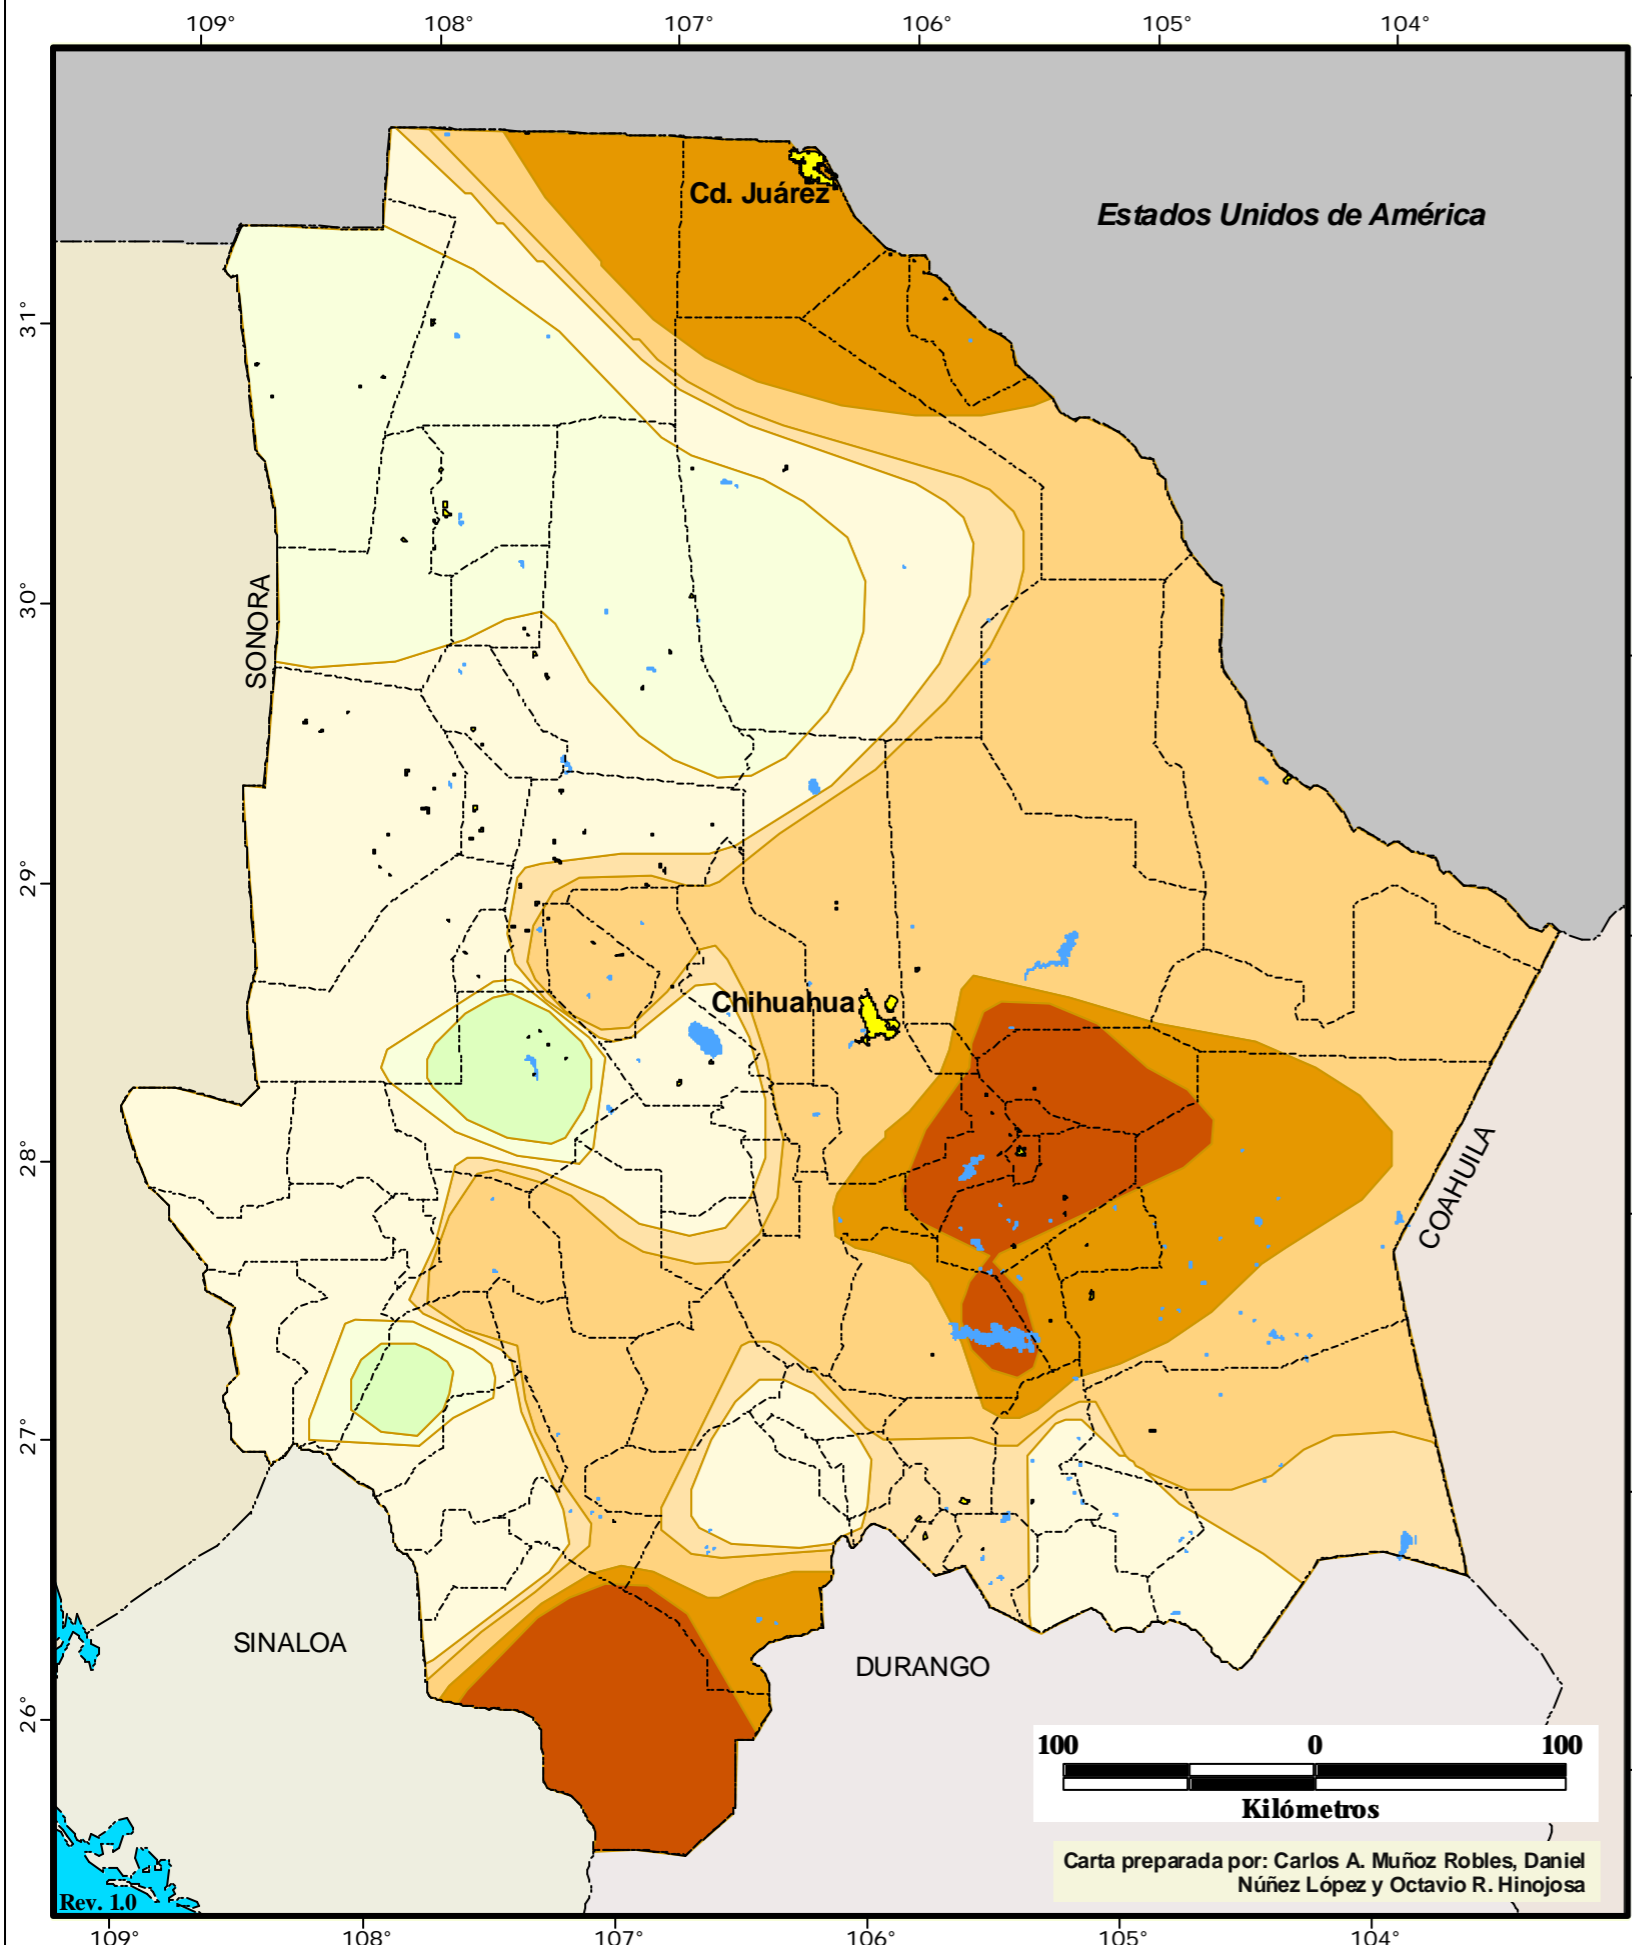 109° 108° 107° 106° 105° 104°
Cd. Juárez
Estados Unidos de América
31°
30°
SONORA
29°
Chihuahua
28°
COAHUILA
27°
SINALOA
DURANGO
26°
100 0 100
Kilómetros
Carta preparada por: Carlos A. Muñoz Robles, Daniel
Núñez López y Octavio R. Hinojosa
Rev. 1.0
109° 108° 107° 106° 105° 104°